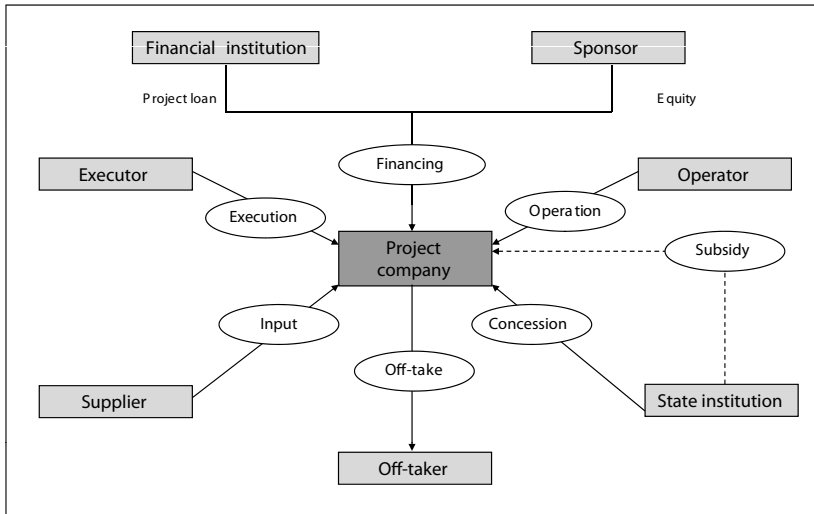 Financial institution
Sponsor
Project loan
Equity
Financing
Executor
Operator
Execution
Operation
Project
company
Subsidy
Input
Concession
Off-take
Supplier
State institution
Off-taker